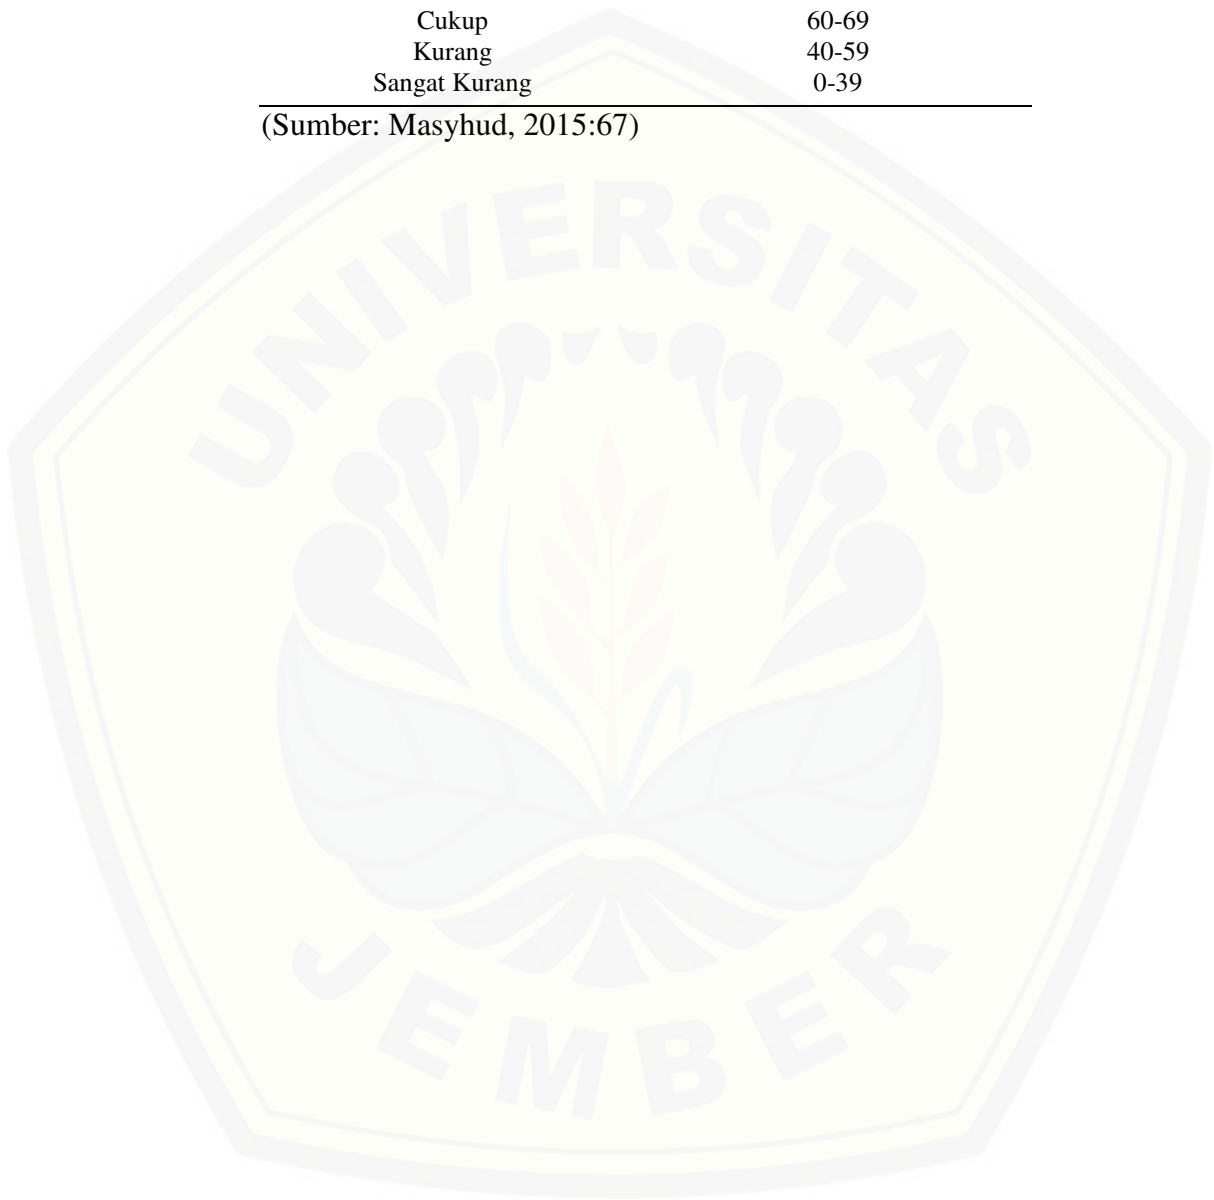 Cukup 60-69
Kurang 40-59
Sangat Kurang 0-39
(Sumber: Masyhud, 2015:67)
UNIVERSITAS
JEMBER